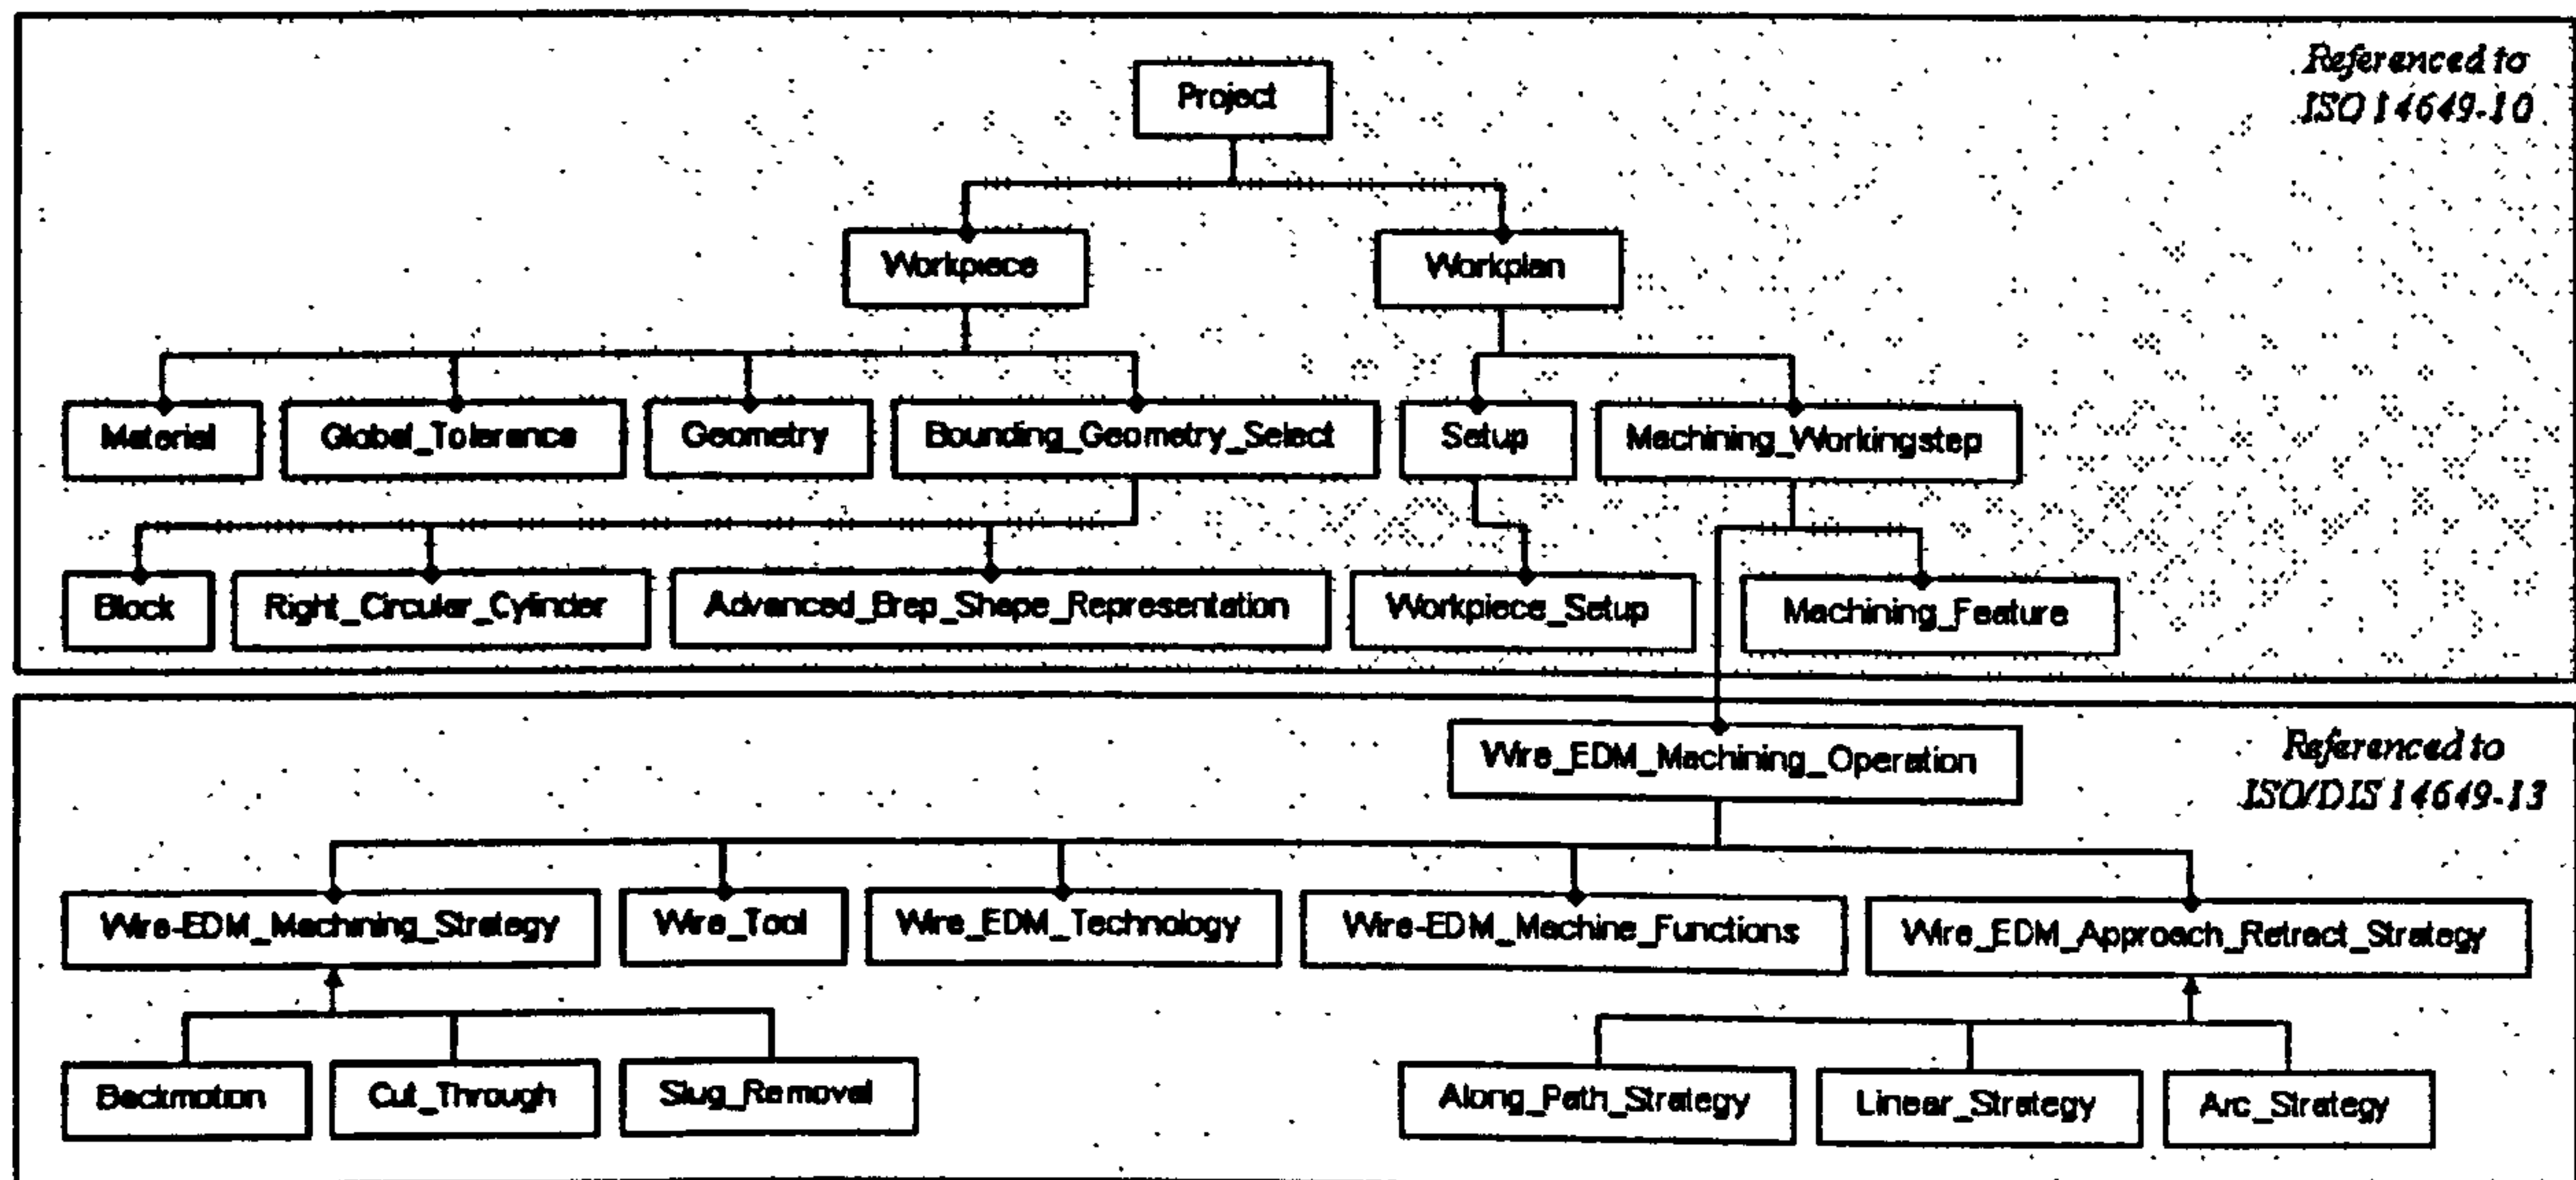 Referenced to
ISO 14649-10
Project
Workpiece
Workplan
Material
Global_Tolerance
Geometry
Bounding_Geometry_Select
Setup
Machining_Workingstep
Block
Right_Circular_Cylinder
Advanced_Brep_Shape_Representation
Workpiece_Setup
Machining_Feature
Wire_EDM_Machining_Operation
Referenced to
ISO/DIS 14649-13
Wire-EDM_Machining_Strategy
Wire_Tool
Wire_EDM_Technology
Wire-EDM_Machine_Functions
Wire_EDM_Approach_Retract_Strategy
Backmotion
Cut_Through
Slug_Removal
Along_Path_Strategy
Linear_Strategy
Arc_Strategy